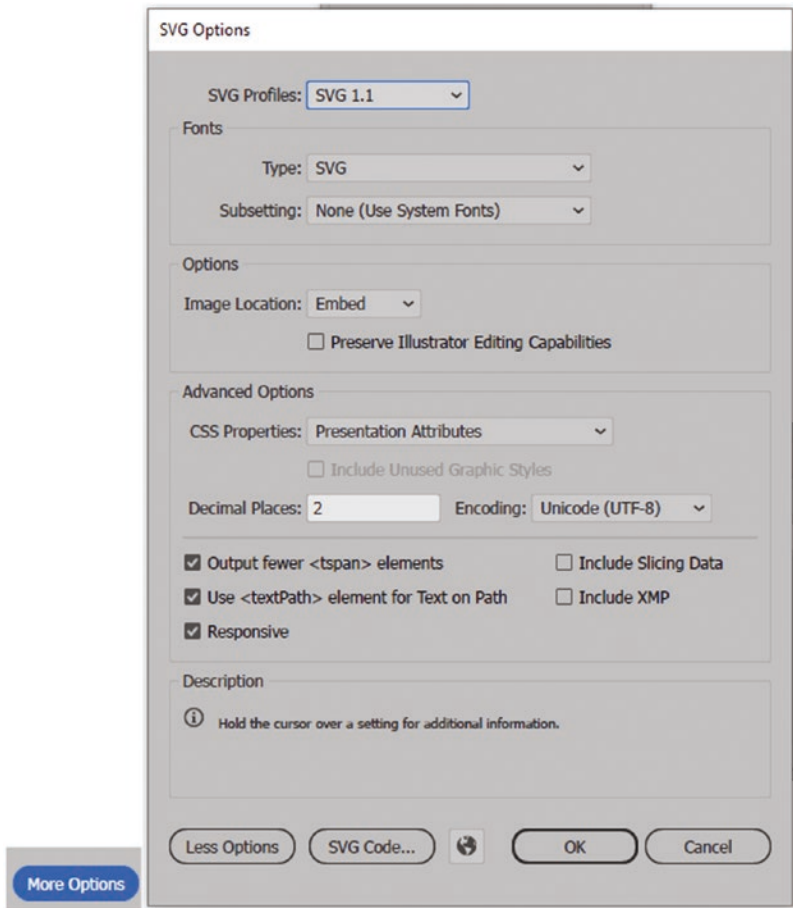 SVG Options
SVG Profiles: SVG 1.1
Fonts
Type: SVG
Subsetting: None (Use System Fonts)
Options
Image Location: Embed
Preserve Illustrator Editing Capabilities
Advanced Options
CSS Properties: Presentation Attributes
Include Unused Graphic Styles
Decimal Places: 2 Encoding: Unicode (UTF-8)
Output fewer <tspan> elements Include Slicing Data
Use <textPath> element for Text on Path Include XMP
Responsive
Description
Hold the cursor over a setting for additional information.
Less Options SVG Code... OK Cancel
More Options